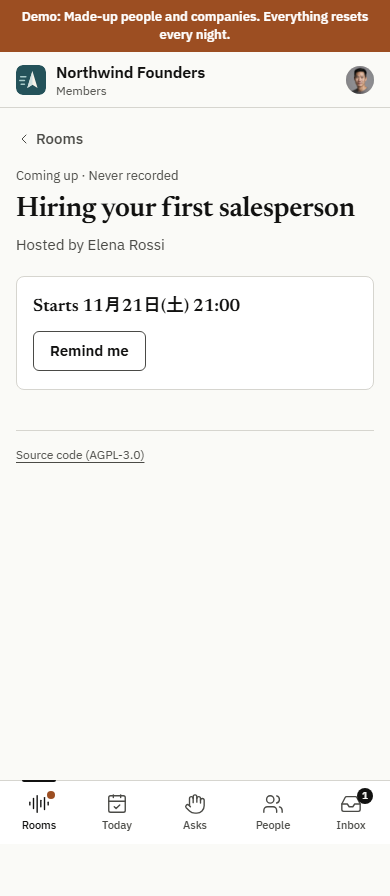 Demo: Made-up people and companies. Everything resets
every night.
Northwind Founders
Members
Rooms
Coming up · Never recorded
Hiring your first salesperson
Hosted by Elena Rossi
Starts 11月21日(土) 21:00
Remind me
Source code (AGPL-3.0)
Rooms
Today
Asks
People
1
Inbox